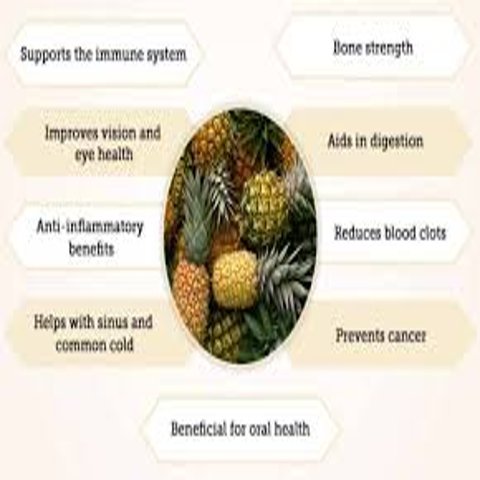 Supports the immune system
Bone strength
Improves vision and
eye health
Aids in digestion
Anti-inflammatory
benefits
Reduces blood clots
Helps with sinus and
common cold
Prevents cancer
Beneficial for oral health